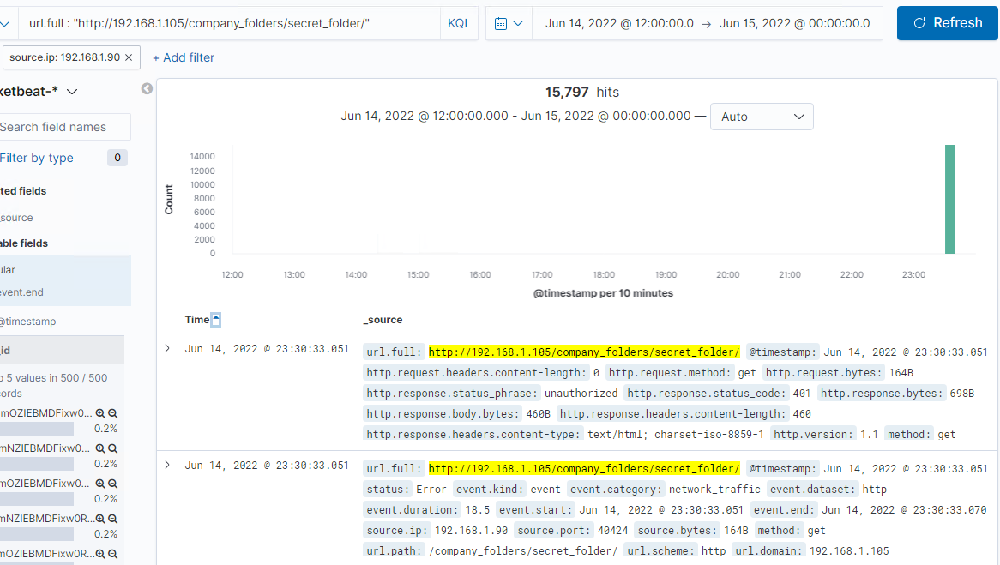 url.full : "http://192.168.1.105/company_folders/secret_folder/" KQL Jun 14, 2022 @ 12:00:00.0 → Jun 15, 2022 @ 00:00:00.0 Refresh
source.ip: 192.168.1.90 × + Add filter
ketbeat-*
Search field names
Filter by type 0
ted fields
source
able fields
ular
event.end
@timestamp
_id
p 5 values in 500 / 500
cords
mOZIEBMDFixw0...
0.2%
mNZIEBMDFixw0...
0.2%
mOZIEBMDFixw0...
0.2%
mNZIEBMDFixw0R...
0.2%
mOZIEBMDFixw0R...
15,797 hits
Jun 14, 2022 @ 12:00:00.000 - Jun 15, 2022 @ 00:00:00.000 — Auto
Count
14000
12000
10000
8000
6000
4000
2000
0
12:00 13:00 14:00 15:00 16:00 17:00 18:00 19:00 20:00 21:00 22:00 23:00
@timestamp per 10 minutes
Time _source
Jun 14, 2022 @ 23:30:33.051 url.full: http://192.168.1.105/company_folders/secret_folder/ @timestamp: Jun 14, 2022 @ 23:30:33.051
http.request.headers.content-length: 0 http.request.method: get http.request.bytes: 164B
http.response.status_phrase: unauthorized http.response.status_code: 401 http.response.bytes: 698B
http.response.body.bytes: 460B http.response.headers.content-length: 460
http.response.headers.content-type: text/html; charset=iso-8859-1 http.version: 1.1 method: get
Jun 14, 2022 @ 23:30:33.051 url.full: http://192.168.1.105/company_folders/secret_folder/ @timestamp: Jun 14, 2022 @ 23:30:33.051
status: Error event.kind: event event.category: network_traffic event.dataset: http
event.duration: 18.5 event.start: Jun 14, 2022 @ 23:30:33.051 event.end: Jun 14, 2022 @ 23:30:33.070
source.ip: 192.168.1.90 source.port: 40424 source.bytes: 164B method: get
url.path: /company_folders/secret_folder/ url.scheme: http url.domain: 192.168.1.105